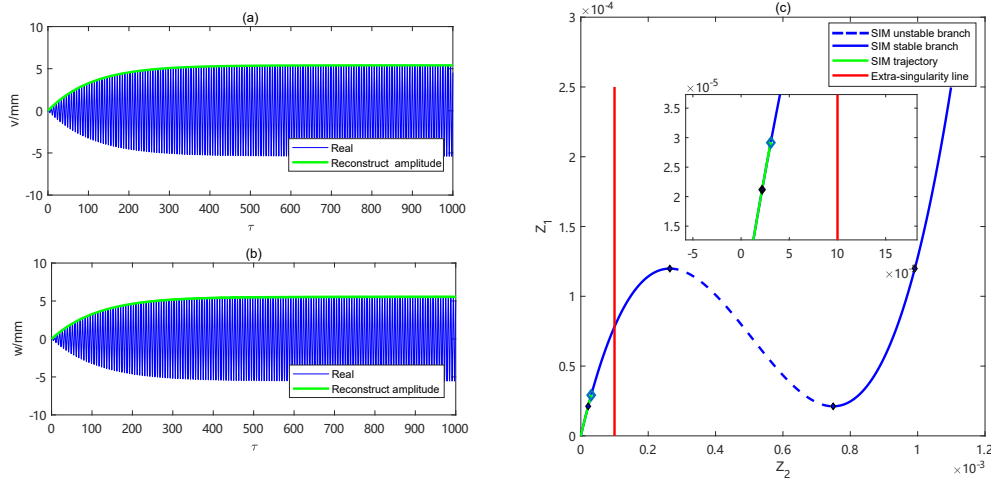 (a)
10
5
0
-5
-10
v/mm
Real
Reconstruct amplitude
0 100 200 300 400 500 600 700 800 900 1000
τ
(b)
10
5
0
-5
-10
w/mm
Real
Reconstruct amplitude
0 100 200 300 400 500 600 700 800 900 1000
τ
(c)
×10⁻⁴
3
2.5
2
1.5
1
0.5
0
Z₁
SIM unstable branch
SIM stable branch
SIM trajectory
Extra-singularity line
×10⁻⁵
3.5
3
2.5
2
1.5
-5 0 5 10 15
0 0.2 0.4 0.6 0.8 1 1.2
Z₂
×10⁻³